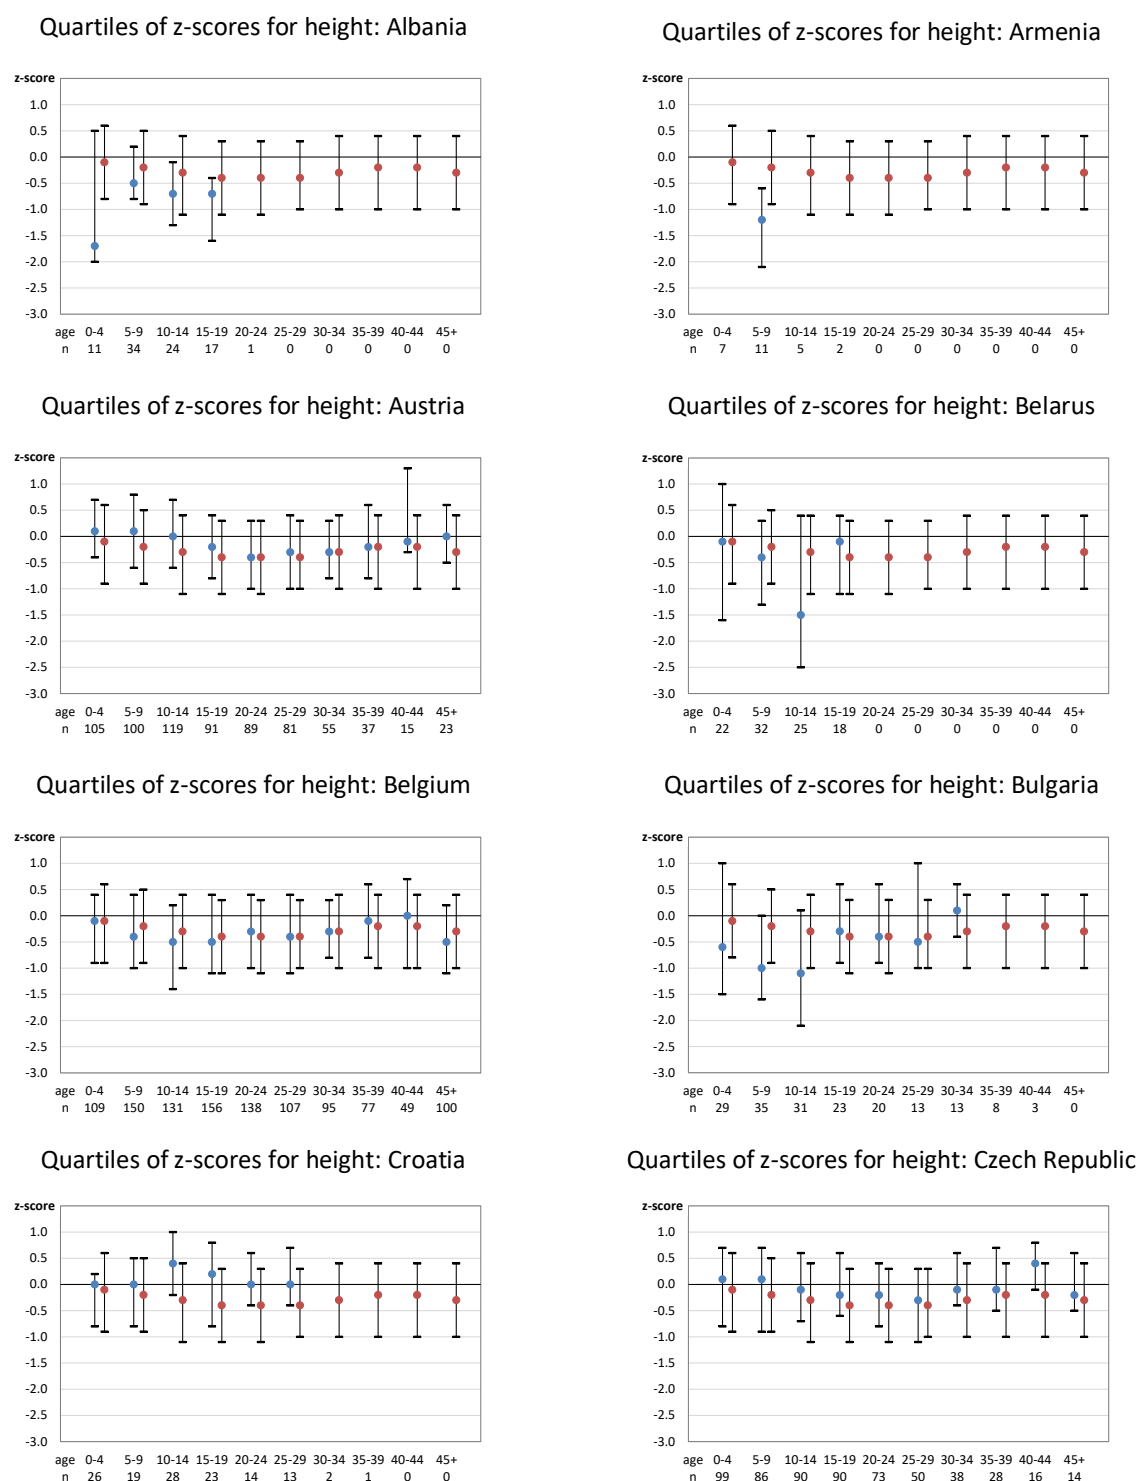 Quartiles of z-scores for height: Albania
z-score
1.0
0.5
0.0
-0.5
-1.0
-1.5
-2.0
-2.5
-3.0
age 0-4 5-9 10-14 15-19 20-24 25-29 30-34 35-39 40-44 45+
n 11 34 24 17 1 0 0 0 0 0
Quartiles of z-scores for height: Armenia
z-score
1.0
0.5
0.0
-0.5
-1.0
-1.5
-2.0
-2.5
-3.0
age 0-4 5-9 10-14 15-19 20-24 25-29 30-34 35-39 40-44 45+
n 7 11 5 2 0 0 0 0 0 0
Quartiles of z-scores for height: Austria
z-score
1.0
0.5
0.0
-0.5
-1.0
-1.5
-2.0
-2.5
-3.0
age 0-4 5-9 10-14 15-19 20-24 25-29 30-34 35-39 40-44 45+
n 105 100 119 91 89 81 55 37 15 23
Quartiles of z-scores for height: Belarus
z-score
1.0
0.5
0.0
-0.5
-1.0
-1.5
-2.0
-2.5
-3.0
age 0-4 5-9 10-14 15-19 20-24 25-29 30-34 35-39 40-44 45+
n 22 32 25 18 0 0 0 0 0 0
Quartiles of z-scores for height: Belgium
z-score
1.0
0.5
0.0
-0.5
-1.0
-1.5
-2.0
-2.5
-3.0
age 0-4 5-9 10-14 15-19 20-24 25-29 30-34 35-39 40-44 45+
n 109 150 131 156 138 107 95 77 49 100
Quartiles of z-scores for height: Bulgaria
z-score
1.0
0.5
0.0
-0.5
-1.0
-1.5
-2.0
-2.5
-3.0
age 0-4 5-9 10-14 15-19 20-24 25-29 30-34 35-39 40-44 45+
n 29 35 31 23 20 13 13 8 3 0
Quartiles of z-scores for height: Croatia
z-score
1.0
0.5
0.0
-0.5
-1.0
-1.5
-2.0
-2.5
-3.0
age 0-4 5-9 10-14 15-19 20-24 25-29 30-34 35-39 40-44 45+
n 26 19 28 23 14 13 2 1 0 0
Quartiles of z-scores for height: Czech Republic
z-score
1.0
0.5
0.0
-0.5
-1.0
-1.5
-2.0
-2.5
-3.0
age 0-4 5-9 10-14 15-19 20-24 25-29 30-34 35-39 40-44 45+
n 99 86 90 90 73 50 38 28 16 14